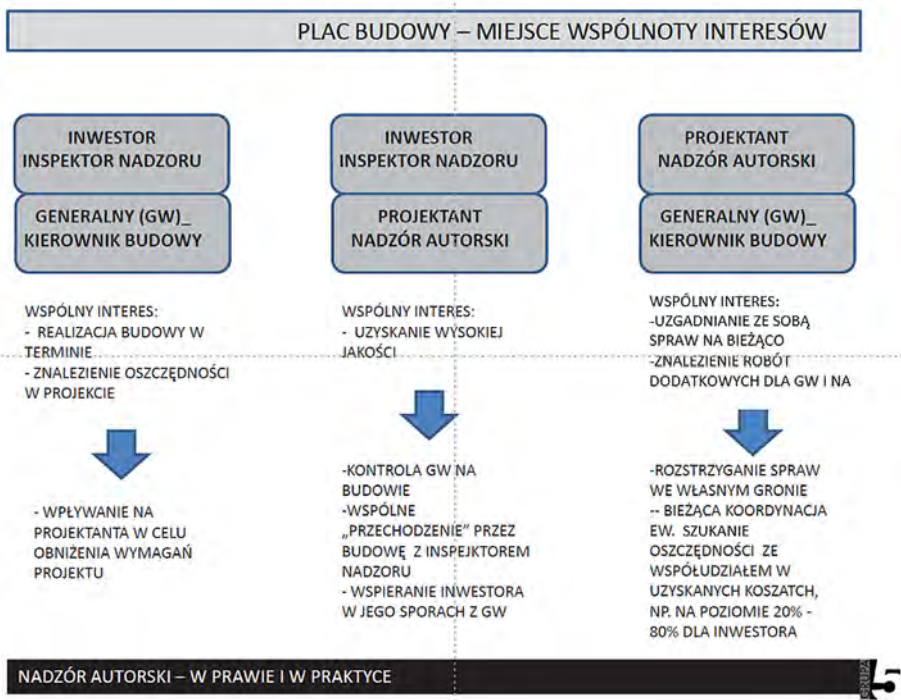 PLAC BUDOWY – MIEJSCE WSPÓLNOTY INTERESÓW
INWESTOR
INSPEKTOR NADZORU
GENERALNY (GW)_
KIEROWNIK BUDOWY
WSPÓLNY INTERES:
- REALIZACJA BUDOWY W
TERMINIE
- ZNALEZIENIE OSZCZĘDNOŚCI
W PROJEKCIE
- WPŁYWANIE NA
PROJEKTANTA W CELU
OBNIŻENIA WYMAGAŃ
PROJEKTU
INWESTOR
INSPEKTOR NADZORU
PROJEKTANT
NADZÓR AUTORSKI
WSPÓLNY INTERES:
- UZYSKANIE WYSOKIEJ
JAKOŚCI
-KONTROLA GW NA
BUDOWIE
-WSPÓLNE
„PRZECHODZENIE” PRZEZ
BUDOWĘ Z INSPEJKTOREM
NADZORU
- WSPIERANIE INWESTORA
W JEGO SPORACH Z GW
PROJEKTANT
NADZÓR AUTORSKI
GENERALNY (GW)_
KIEROWNIK BUDOWY
WSPÓLNY INTERES:
-UZGADNIANIE ZE SOBĄ
SPRAW NA BIEŻĄCO
-ZNALEZIENIE ROBÓT
DODATKOWYCH DLA GW I NA
-ROZSTRZYGANIE SPRAW
WE WŁASNYM GRONIE
-- BIEŻĄCA KOORDYNACJA
EW. SZUKANIE
OSZCZĘDNOŚCI ZE
WSPÓŁUDZIAŁEM W
UZYSKANYCH KOSZATCH,
NP. NA POZIOMIE 20% -
80% DLA INWESTORA
NADZÓR AUTORSKI – W PRAWIE I W PRAKTYCE
GRUPA
5